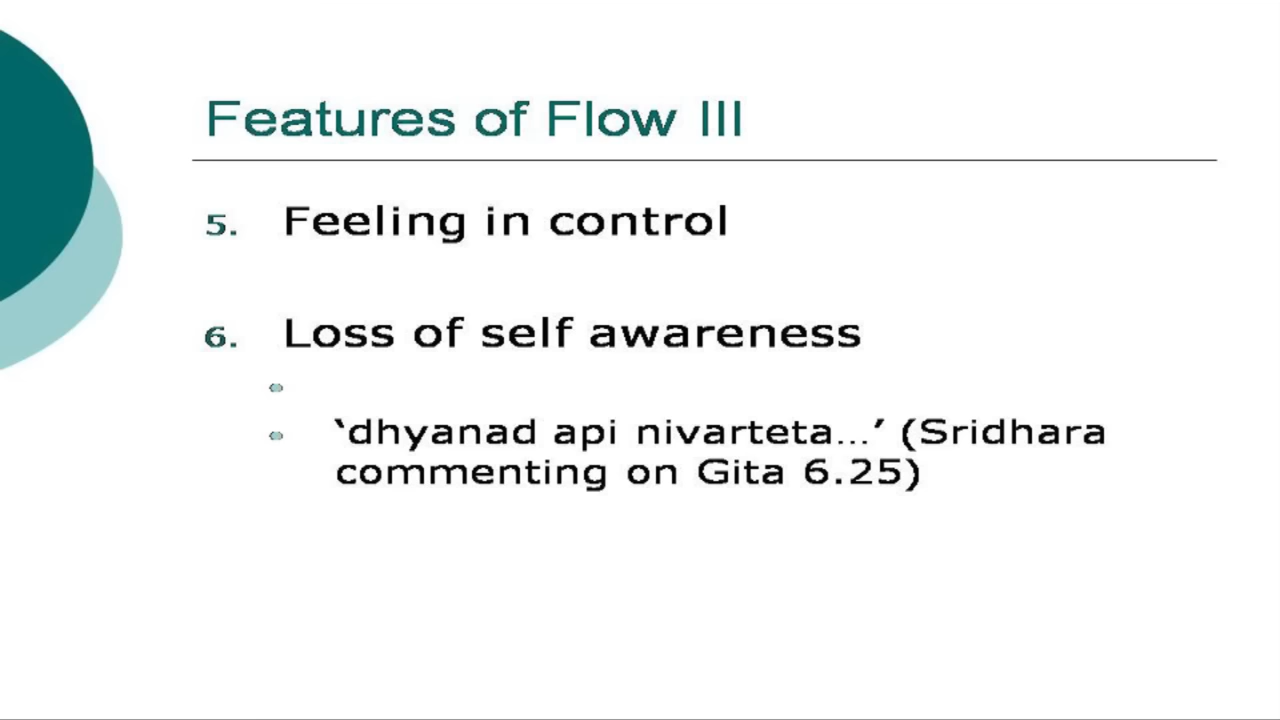 Features of Flow III
5. Feeling in control
6. Loss of self awareness
‘dhyanad api nivarteta…’ (Sridhara
commenting on Gita 6.25)